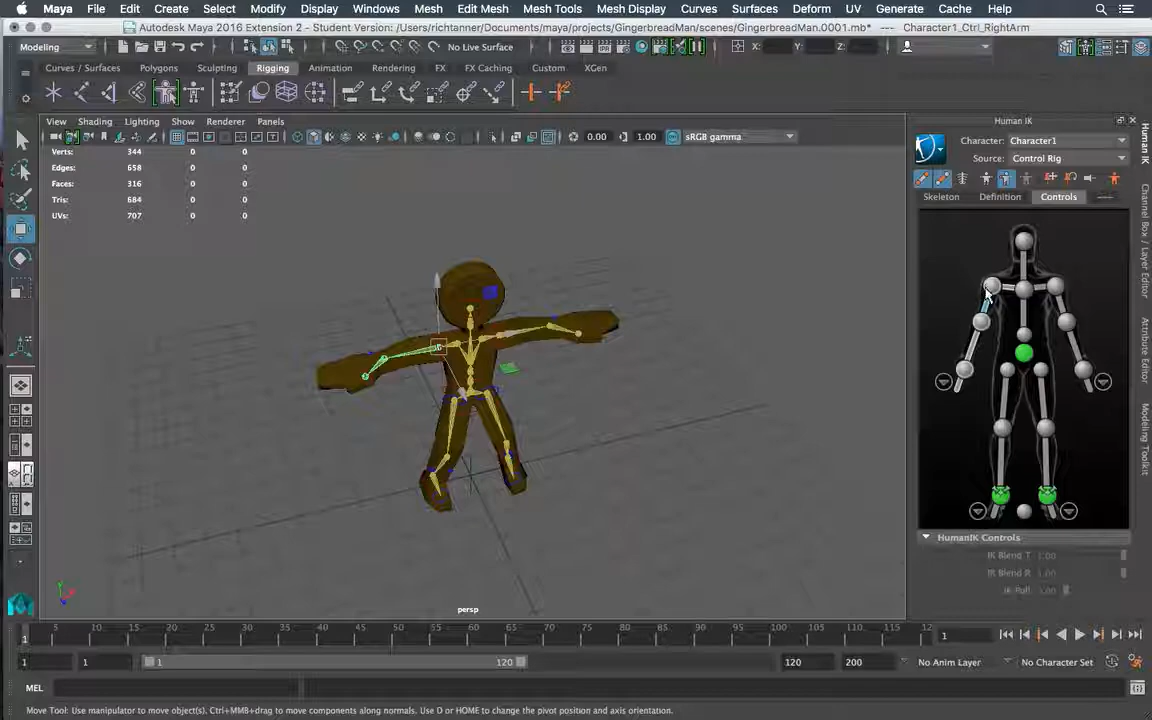 Maya File Edit Create Select Modify Display Windows Mesh Edit Mesh Mesh Tools Mesh Display Curves Surfaces Deform UV Generate Cache Help
Autodesk Maya 2016 Extension 2 - Student Version: /Users/richtanner/Documents/maya/projects/GingerbreadMan/scenes/GingerbreadMan.0001.mb* --- Character1_Ctrl_RightArm
Modeling No Live Surface X: Y: Z:
Curves / Surfaces Polygons Sculpting Rigging Animation Rendering FX FX Caching Custom XGen
View Shading Lighting Show Renderer Panels
0.00 1.00 sRGB gamma
Verts: 344 0 0
Edges: 658 0 0
Faces: 316 0 0
Tris: 684 0 0
UVs: 707 0 0
persp
Human IK
Character: Character1
Source: Control Rig
Skeleton Definition Controls
HumanIK Controls
IK Blend T 1.00
IK Blend R 1.00
IK Pull
Human IK
Channel Box / Layer Editor
Attribute Editor
Modeling Toolkit
5 10 15 20 25 30 35 40 45 50 55 60 65 70 75 80 85 90 95 100 105 110 115 12
1 1
1 1 1 120 120 200 No Anim Layer No Character Set
MEL
Move Tool: Use manipulator to move object(s). Ctrl+MMB+drag to move components along normals. Use D or HOME to change the pivot position and axis orientation.